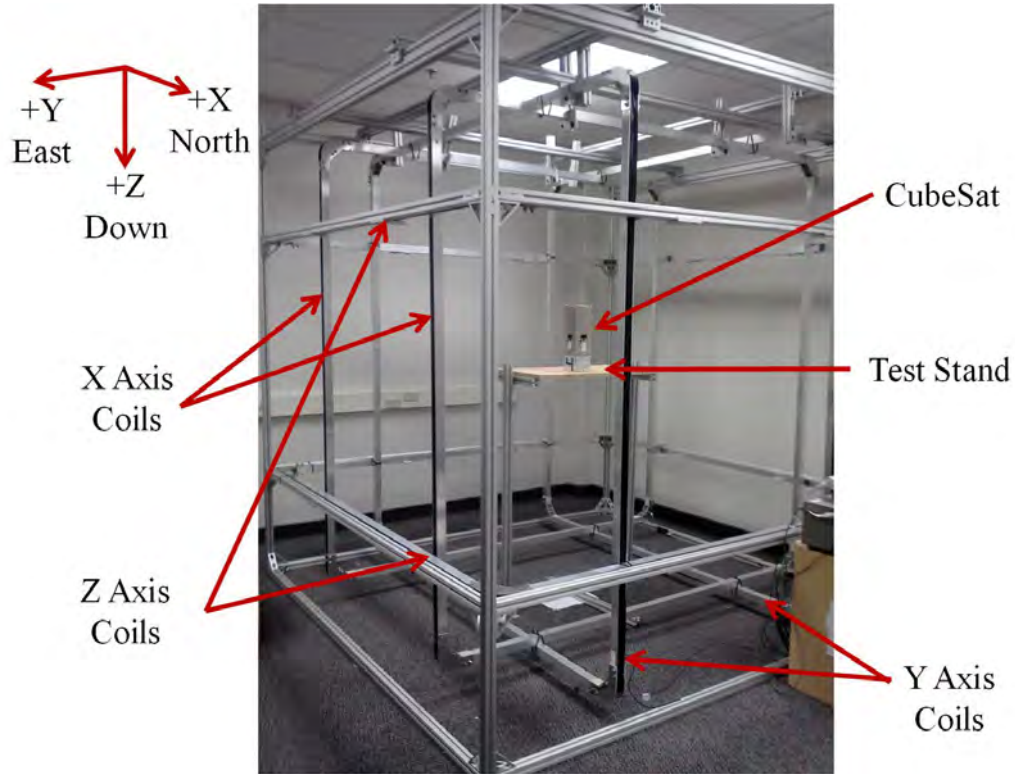 +Y
East
+X
North
+Z
Down
CubeSat
Test Stand
X Axis
Coils
Z Axis
Coils
Y Axis
Coils